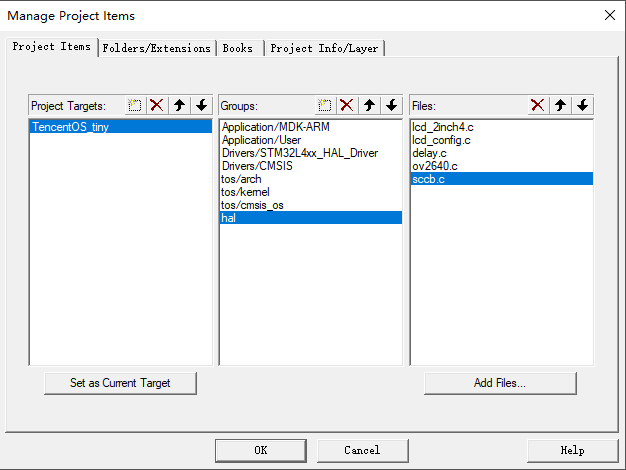 Manage Project Items
Project Items Folders/Extensions Books Project Info/Layer
Project Targets: Groups: Files:
TencentOS_tiny
Application/MDK-ARM
Application/User
Drivers/STM32L4xx_HAL_Driver
Drivers/CMSIS
tos/arch
tos/kernel
tos/cmsis_os
hal
lcd_2inch4.c
lcd_config.c
delay.c
ov2640.c
sccb.c
Set as Current Target Add Files...
OK Cancel Help